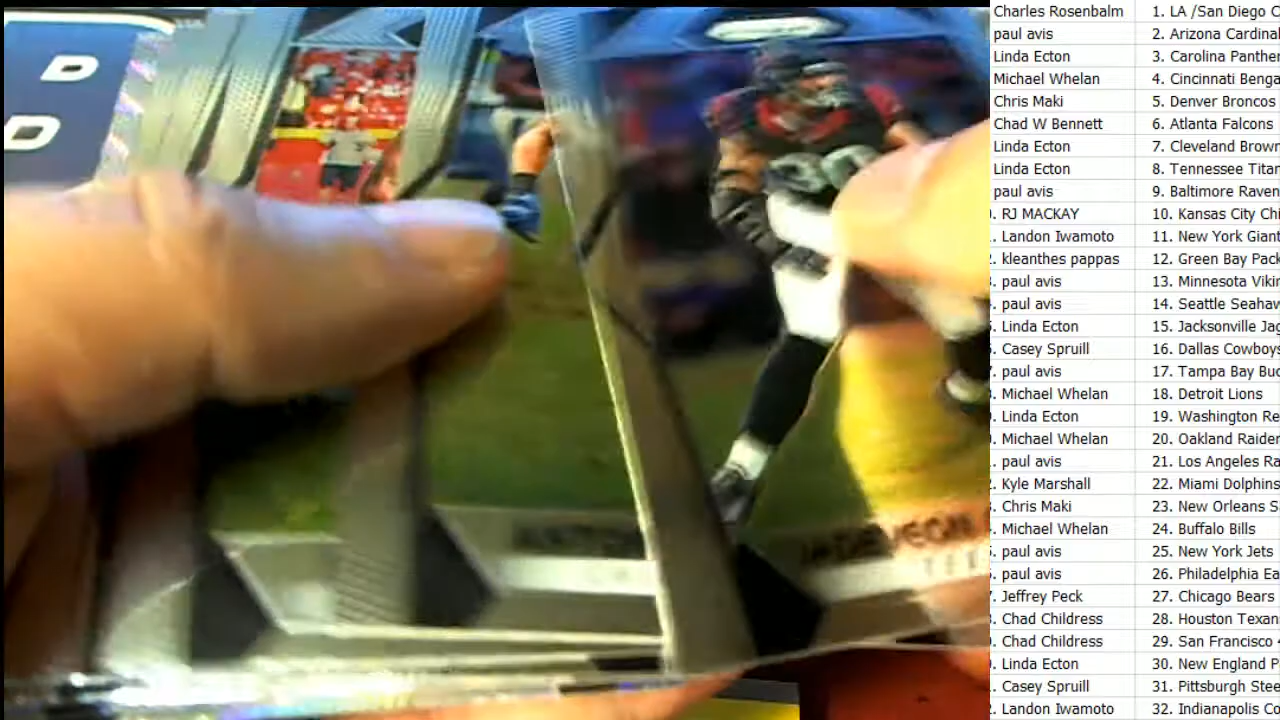 D
D
Charles Rosenbalm 1. LA /San Diego C
paul avis 2. Arizona Cardinal
Linda Ecton 3. Carolina Panther
Michael Whelan 4. Cincinnati Benga
Chris Maki 5. Denver Broncos
Chad W Bennett 6. Atlanta Falcons
Linda Ecton 7. Cleveland Brown
Linda Ecton 8. Tennessee Titan
paul avis 9. Baltimore Raven
. RJ MACKAY 10. Kansas City Ch
. Landon Iwamoto 11. New York Giant
. kleanthes pappas 12. Green Bay Pack
. paul avis 13. Minnesota Vikin
. paul avis 14. Seattle Seahaw
. Linda Ecton 15. Jacksonville Jag
. Casey Spruill 16. Dallas Cowboys
. paul avis 17. Tampa Bay Buc
. Michael Whelan 18. Detroit Lions
. Linda Ecton 19. Washington Re
. Michael Whelan 20. Oakland Raider
. paul avis 21. Los Angeles Ra
. Kyle Marshall 22. Miami Dolphins
. Chris Maki 23. New Orleans S
. Michael Whelan 24. Buffalo Bills
. paul avis 25. New York Jets
. paul avis 26. Philadelphia Ea
. Jeffrey Peck 27. Chicago Bears
. Chad Childress 28. Houston Texan
. Chad Childress 29. San Francisco 4
. Linda Ecton 30. New England P
. Casey Spruill 31. Pittsburgh Stee
. Landon Iwamoto 32. Indianapolis Co